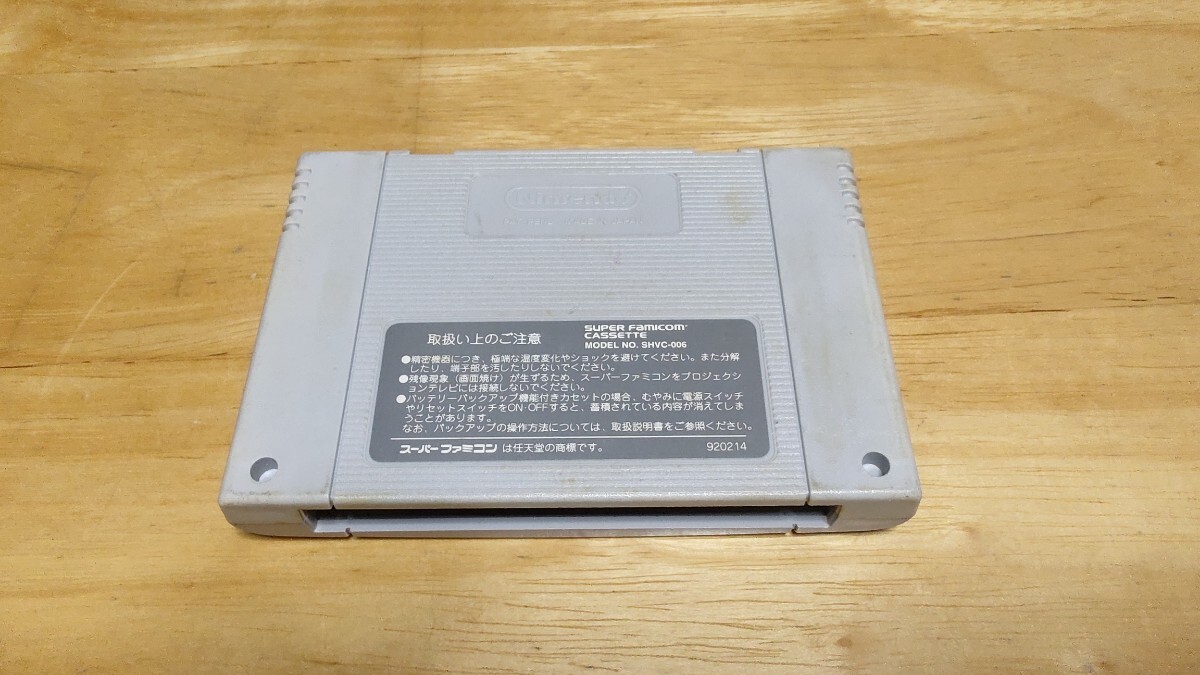 Nintendo
取扱い上のご注意
SUPER FAMICOM
CASSETTE
MODEL NO. SHVC-006
●精密機器につき、極端な温度変化やショックを避けてください。また分解
したり、端子部を汚したりしないでください。
●残像現象(画面焼け)が生ずるため、スーパーファミコンをプロジェクシ
ョンテレビには接続しないでください。
●バッテリーバックアップ機能付きカセットの場合、むやみに電源スイッチ
やリセットスイッチをON・OFFすると、蓄積されている内容が消えてしま
うことがあります。
なお、バックアップの操作方法については、取扱説明書をご参照ください。
スーパーファミコンは任天堂の商標です。
920214